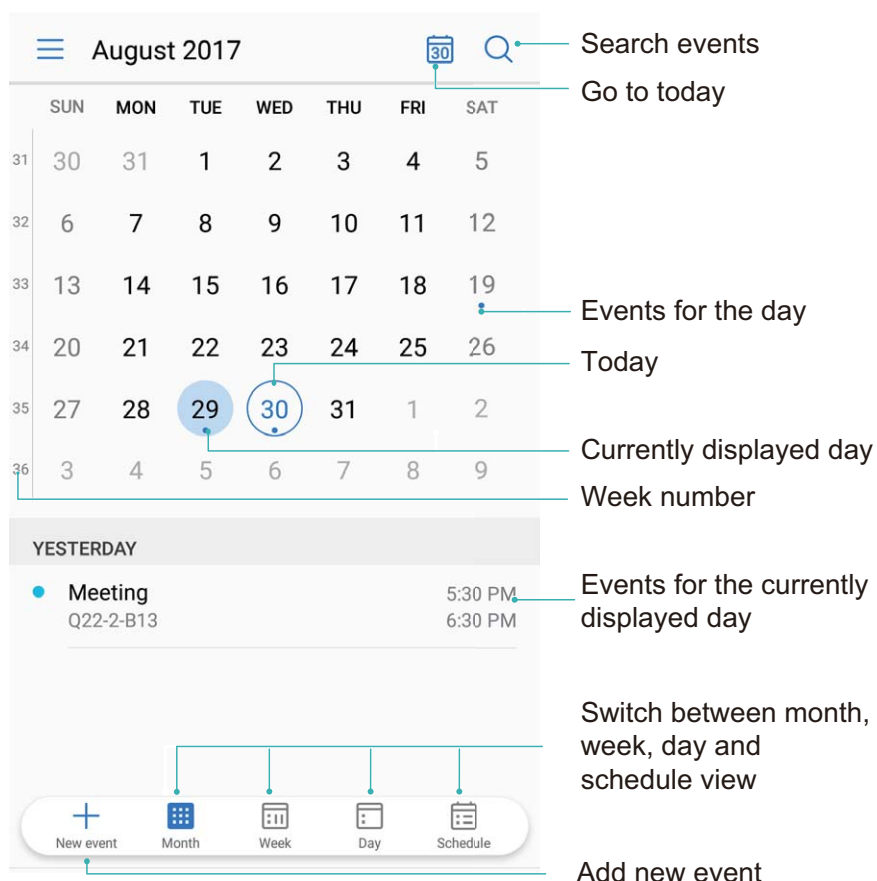 August 2017
30
Search events
Go to today
SUN MON TUE WED THU FRI SAT
31 30 31 1 2 3 4 5
32 6 7 8 9 10 11 12
33 13 14 15 16 17 18 19
Events for the day
34 20 21 22 23 24 25 26
Today
35 27 28 29 30 31 1 2
Currently displayed day
36 3 4 5 6 7 8 9
Week number
YESTERDAY
Meeting 5:30 PM
Q22-2-B13 6:30 PM
Events for the currently
displayed day
Switch between month,
week, day and
schedule view
New event Month Week Day Schedule
Add new event